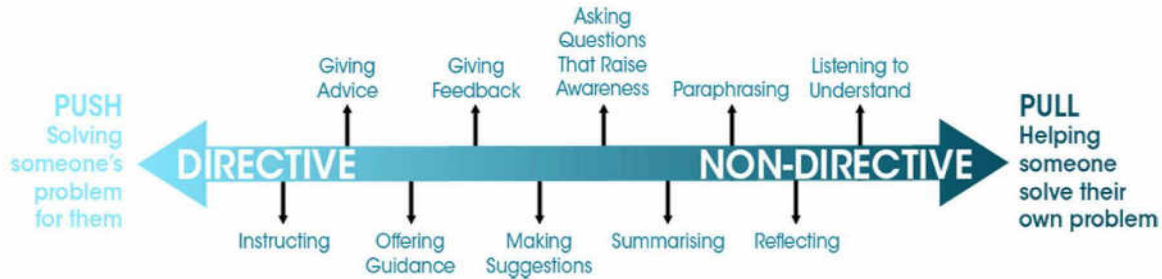 Asking
Questions
That Raise
Awareness
Giving
Advice
Giving
Feedback
Paraphrasing
Listening to
Understand
PUSH
Solving
someone's
problem
for them
DIRECTIVE
NON-DIRECTIVE
PULL
Helping
someone
solve their
own problem
Instructing
Offering
Guidance
Making
Suggestions
Summarising
Reflecting